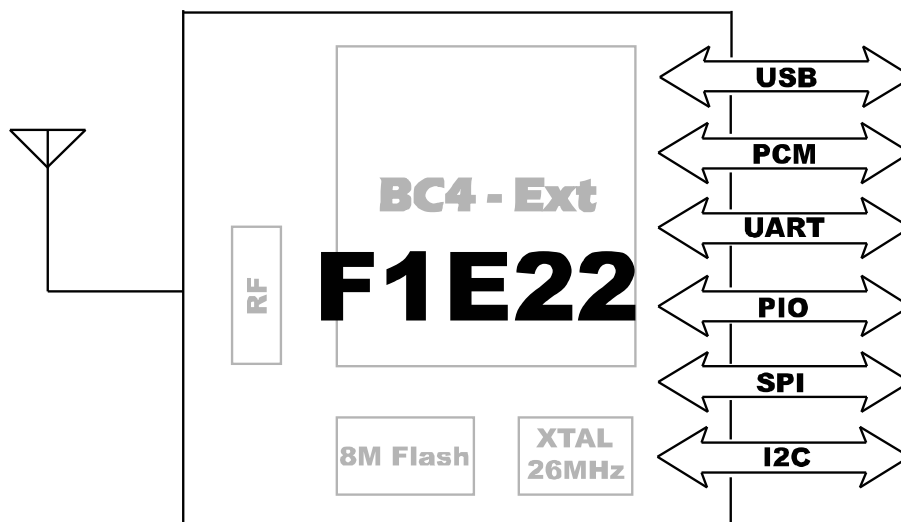 USB
PCM
BC4 - Ext
UART
F1E22
RF
PIO
SPI
8M Flash
XTAL
26MHz
I2C